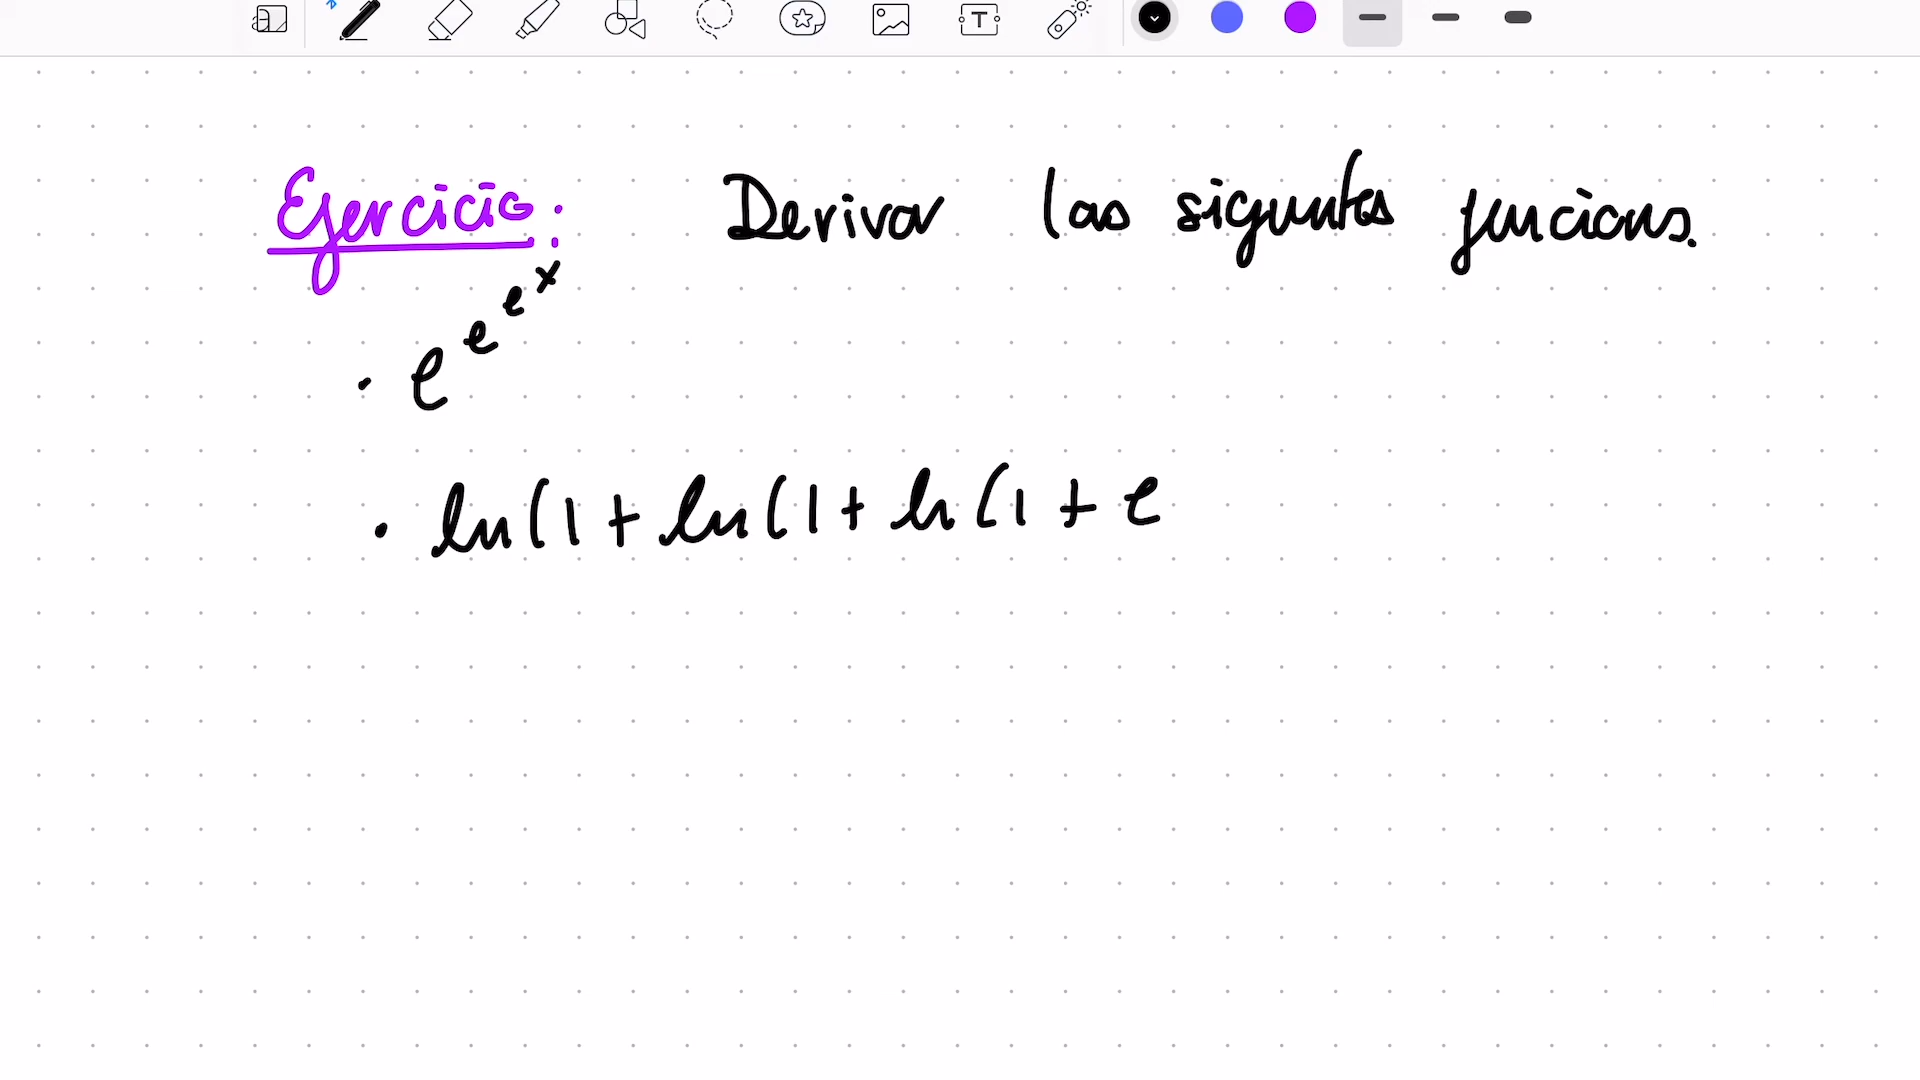 Ejercicio: Derivar las siguientes funciones.
· e^e^e^x
· ln(1+ln(1+ln(1+e